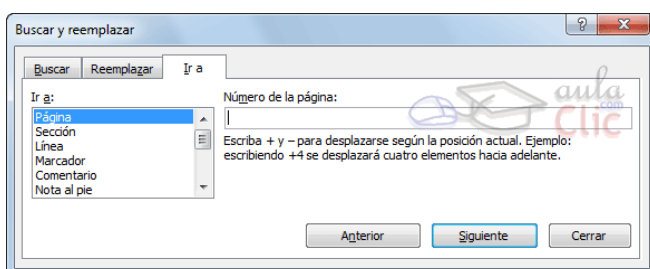 Buscar y reemplazar
Buscar Reemplazar Ir a
Ir a:
Página
Sección
Línea
Marcador
Comentario
Nota al pie
Número de la página:
Escriba + y – para desplazarse según la posición actual. Ejemplo:
escribiendo +4 se desplazará cuatro elementos hacia adelante.
aula
Clic
.com
Anterior Siguiente Cerrar